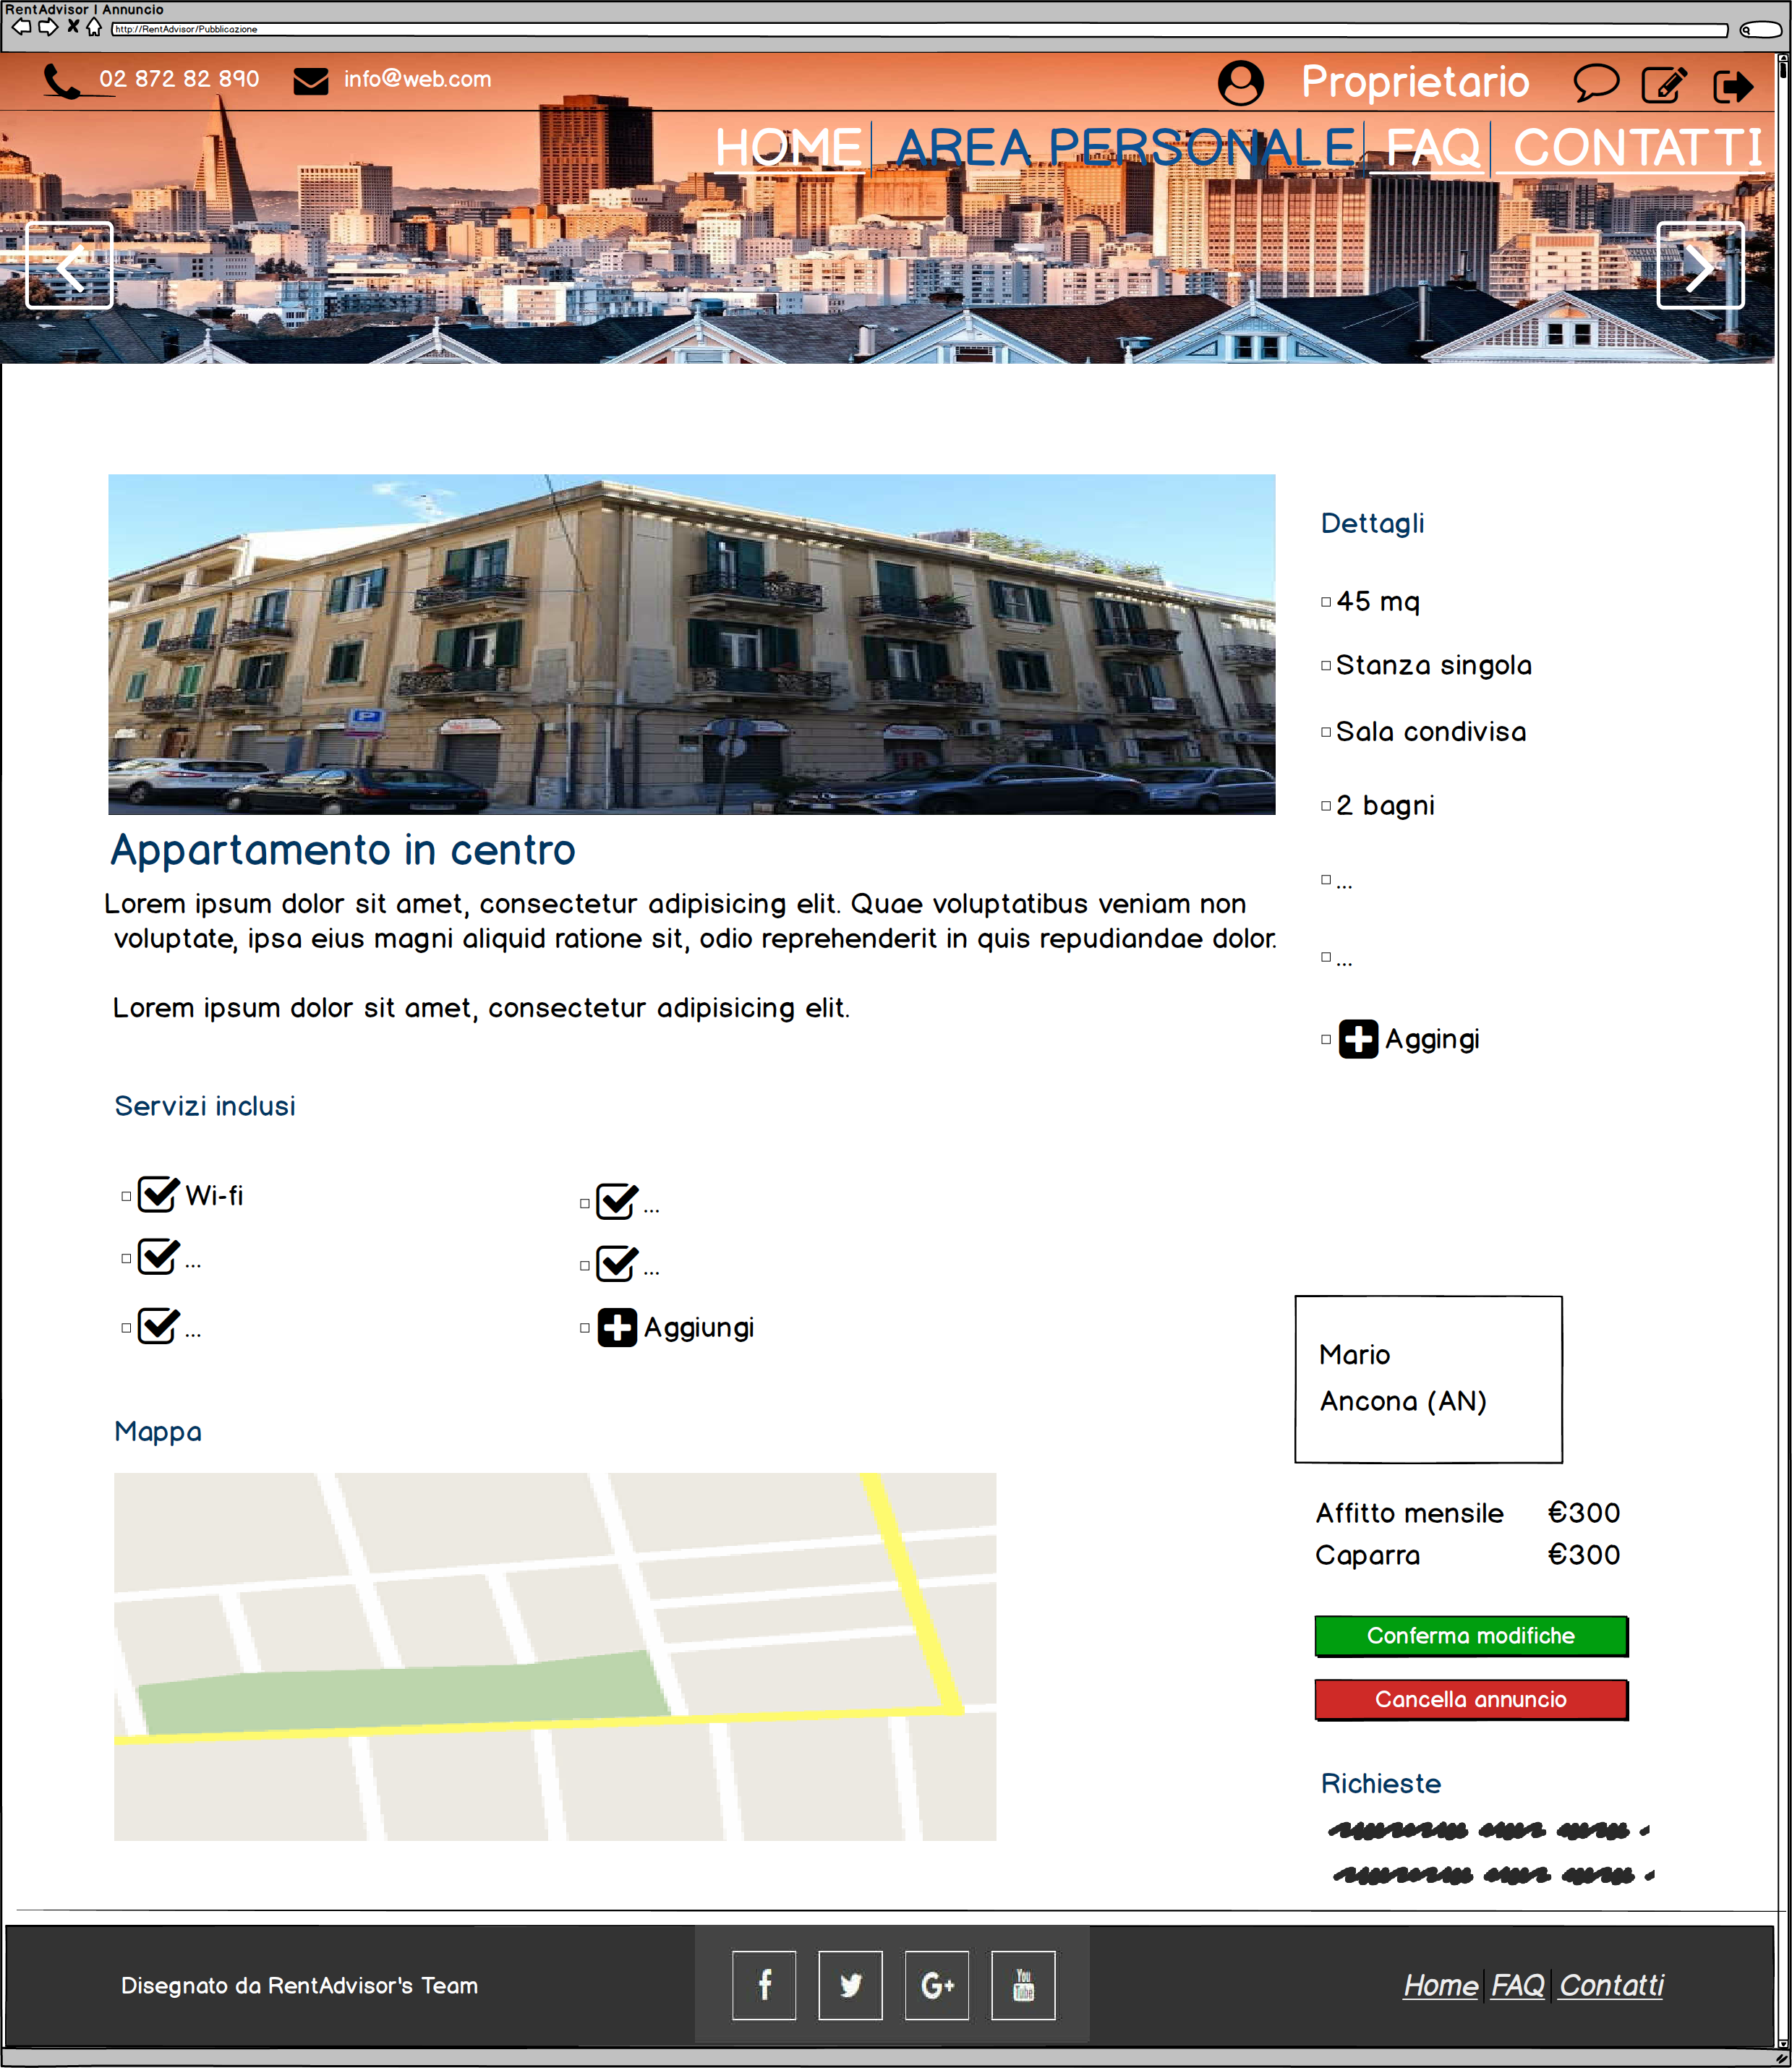 RentAdvisor | Annuncio
http://RentAdvisor/Pubblicazione
02 872 82 890
info@web.com
Proprietario
HOME
AREA PERSONALE
FAQ
CONTATTI
Dettagli
45 mq
Stanza singola
Sala condivisa
2 bagni
...
...
Aggingi
Appartamento in centro
Lorem ipsum dolor sit amet, consectetur adipisicing elit. Quae voluptatibus veniam non
voluptate, ipsa eius magni aliquid ratione sit, odio reprehenderit in quis repudiandae dolor.
Lorem ipsum dolor sit amet, consectetur adipisicing elit.
Servizi inclusi
Wi-fi
...
...
...
...
Aggiungi
Mappa
Mario
Ancona (AN)
Affitto mensile €300
Caparra €300
Conferma modifiche
Cancella annuncio
Richieste
Disegnato da RentAdvisor's Team
f
G+
You
Tube
Home
FAQ
Contatti